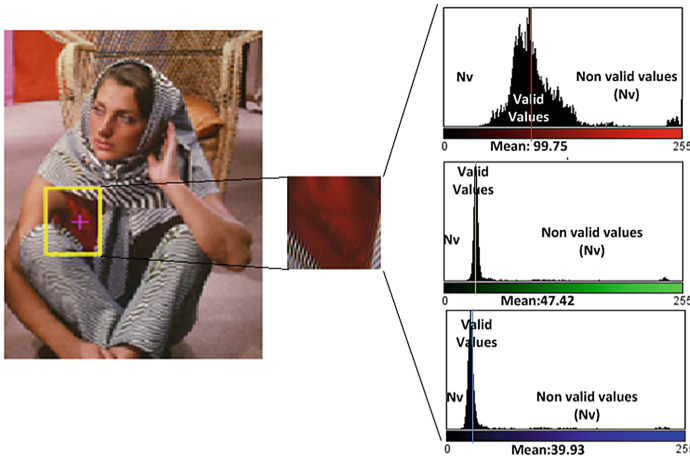 Nv
Non valid values
(Nv)
Valid
Values
0
255
Mean: 99.75
Valid
Values
Nv
Non valid values
(Nv)
0
255
Mean:47.42
Valid
Values
Nv
Non valid values
(Nv)
0
255
Mean:39.93